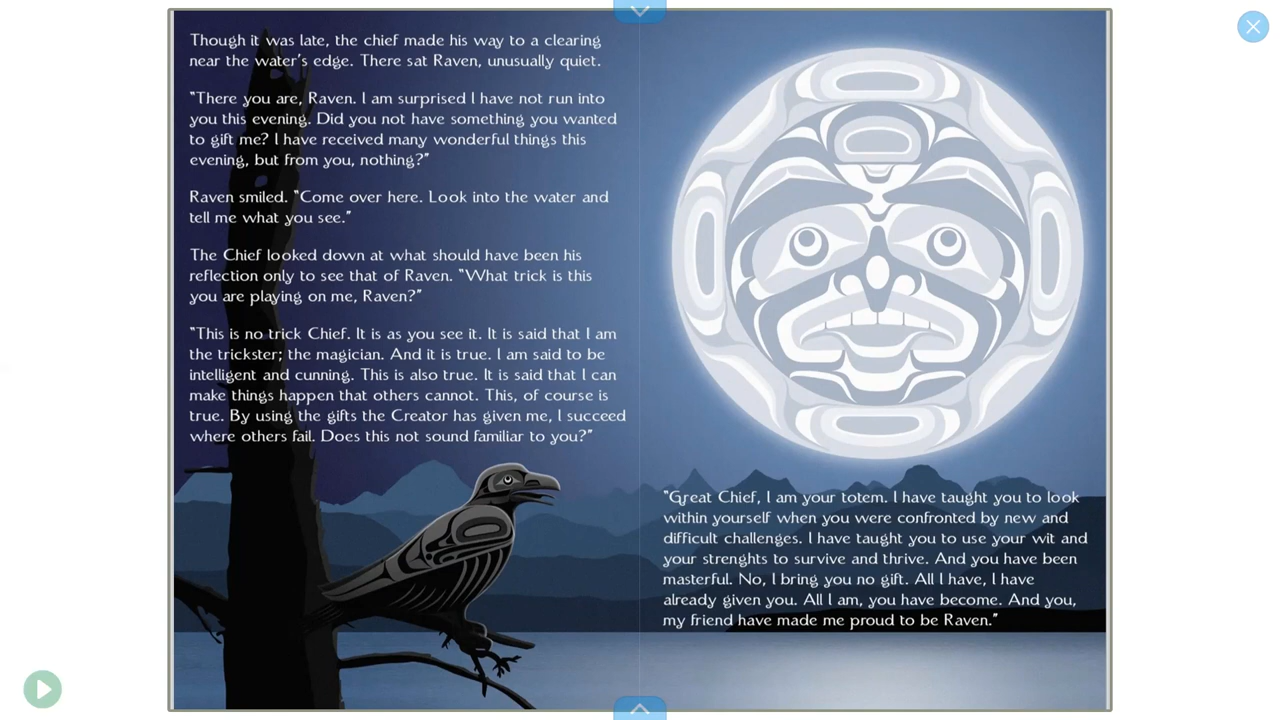 Though it was late, the chief made his way to a clearing
near the water's edge. There sat Raven, unusually quiet.
"There you are, Raven. I am surprised I have not run into
you this evening. Did you not have something you wanted
to gift me? I have received many wonderful things this
evening, but from you, nothing?"
Raven smiled. "Come over here. Look into the water and
tell me what you see."
The Chief looked down at what should have been his
reflection only to see that of Raven. "What trick is this
you are playing on me, Raven?"
"This is no trick Chief. It is as you see it. It is said that I am
the trickster; the magician. And it is true. I am said to be
intelligent and cunning. This is also true. It is said that I can
make things happen that others cannot. This, of course is
true. By using the gifts the Creator has given me, I succeed
where others fail. Does this not sound familiar to you?"
"Great Chief, I am your totem. I have taught you to look
within yourself when you were confronted by new and
difficult challenges. I have taught you to use your wit and
your strenghts to survive and thrive. And you have been
masterful. No, I bring you no gift. All I have, I have
already given you. All I am, you have become. And you,
my friend have made me proud to be Raven."